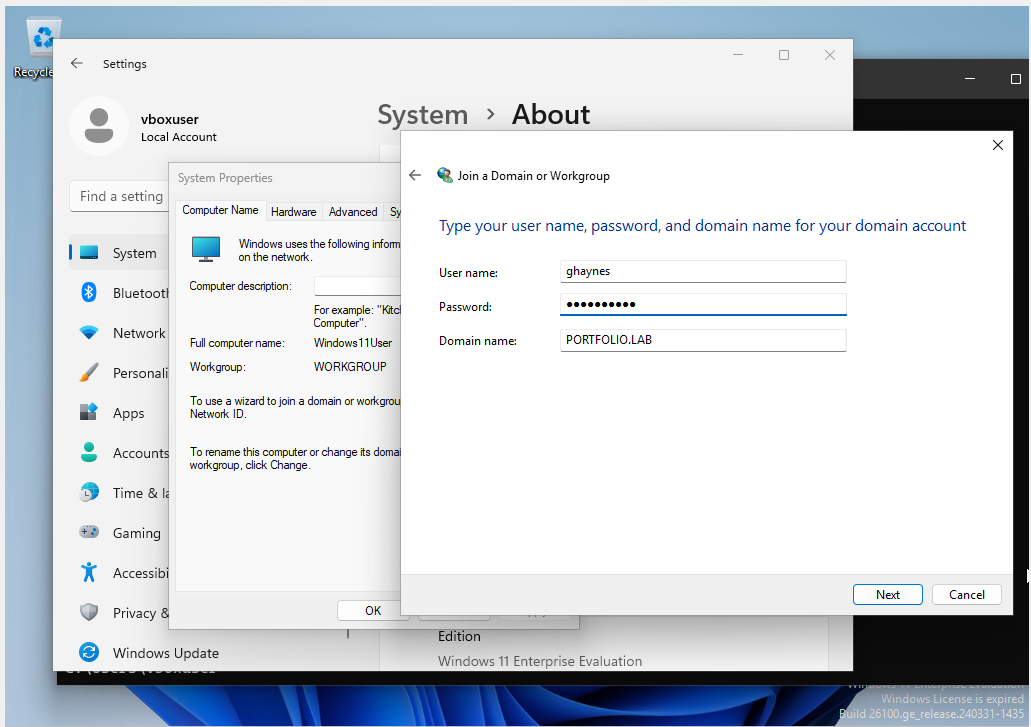 Recycle
Settings
vboxuser
Local Account
System > About
Find a setting
System
Bluetooth
Network
Personali
Apps
Accounts
Time & la
Gaming
Accessibi
Privacy &
Windows Update
System Properties
Computer Name Hardware Advanced Sy
Windows uses the following inform
on the network.
Computer description:
For example: "Kitc
Computer".
Full computer name: Windows11User
Workgroup: WORKGROUP
To use a wizard to join a domain or workgrou
Network ID.
To rename this computer or change its doma
workgroup, click Change.
OK
Join a Domain or Workgroup
Type your user name, password, and domain name for your domain account
User name: ghaynes
Password: ●●●●●●●●●●
Domain name: PORTFOLIO.LAB
Next Cancel
Edition
Windows 11 Enterprise Evaluation
Windows 11 Enterprise Evaluation
Windows License is expired
Build 26100.ge_release.240331-1435